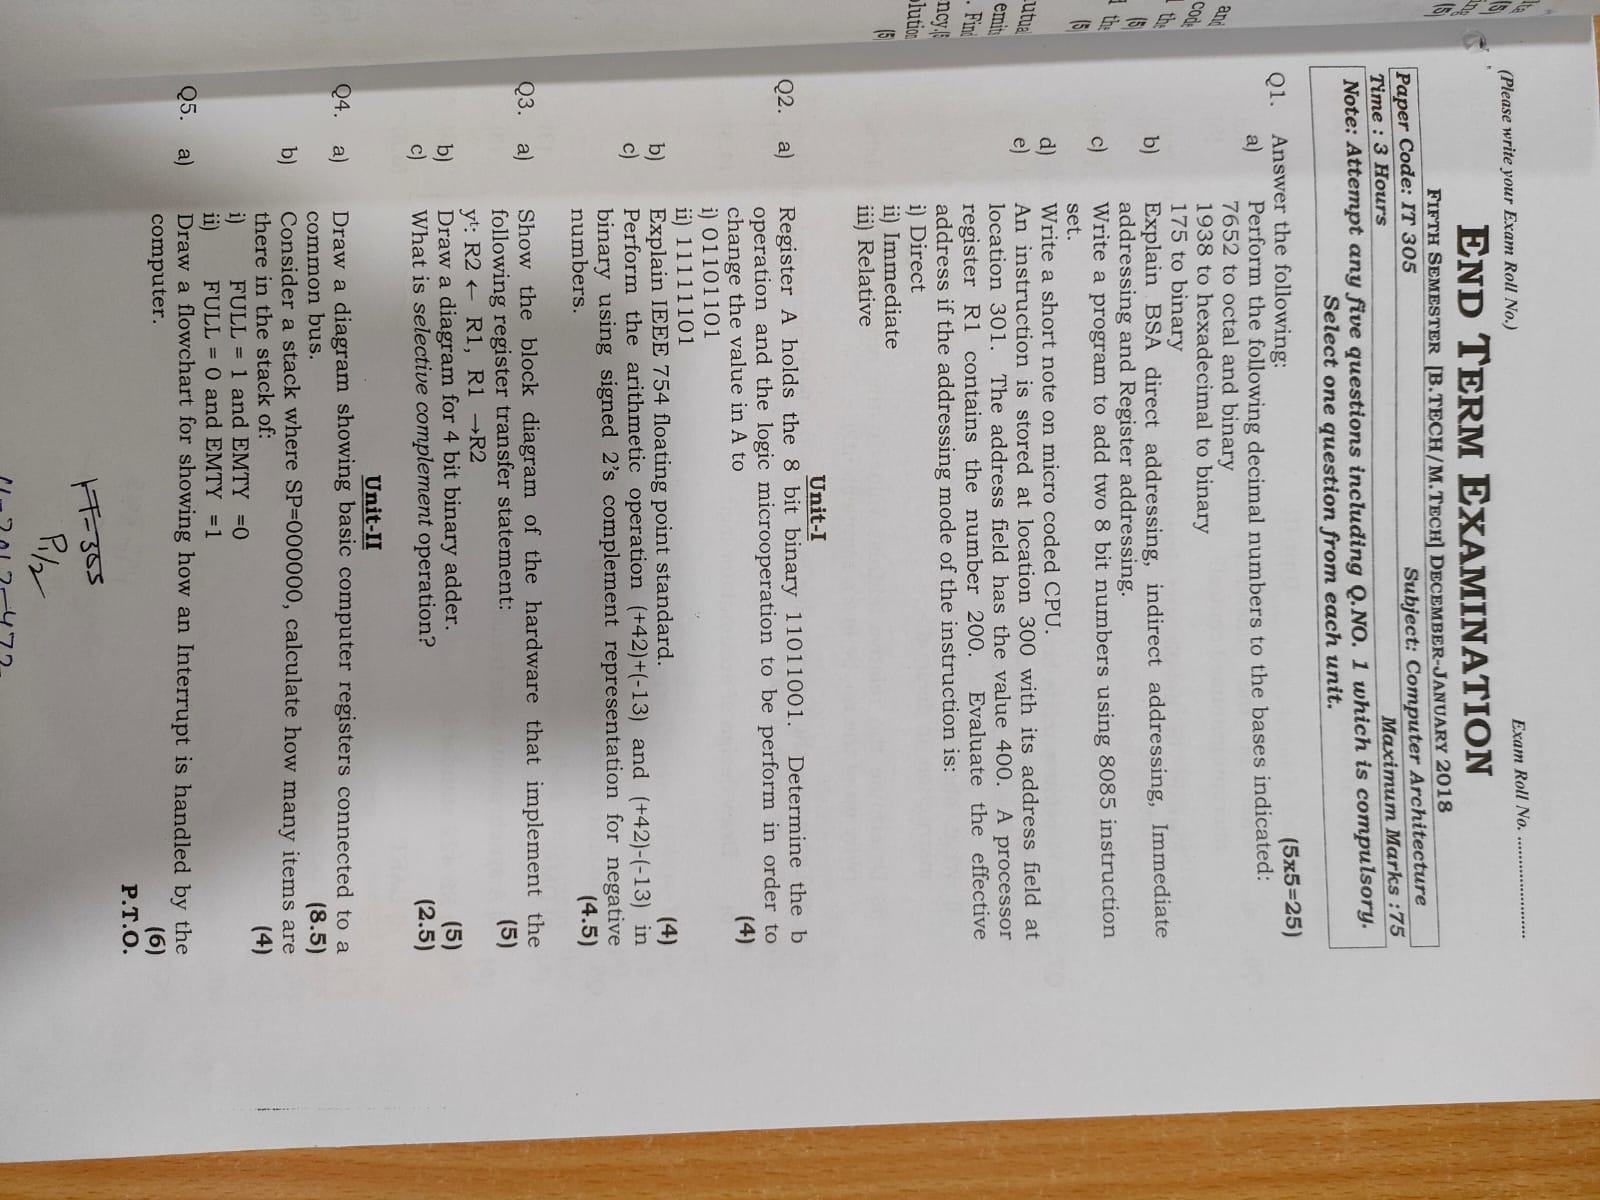 (Please write your Exam Roll No.) Exam Roll No. ........................
END TERM EXAMINATION
FIFTH SEMESTER [B.TECH/M.TECH] DECEMBER-JANUARY 2018
Paper Code: IT 305 Subject: Computer Architecture
Time : 3 Hours Maximum Marks :75
Note: Attempt any five questions including Q.NO. 1 which is compulsory.
Select one question from each unit.
Q1. Answer the following: (5x5=25)
a) Perform the following decimal numbers to the bases indicated:
7652 to octal and binary
1938 to hexadecimal to binary
175 to binary
b) Explain BSA direct addressing, indirect addressing, Immediate
addressing and Register addressing.
c) Write a program to add two 8 bit numbers using 8085 instruction
set.
d) Write a short note on micro coded CPU.
e) An instruction is stored at location 300 with its address field at
location 301. The address field has the value 400. A processor
register R1 contains the number 200. Evaluate the effective
address if the addressing mode of the instruction is:
i) Direct
ii) Immediate
iii) Relative
Unit-I
Q2. a) Register A holds the 8 bit binary 11011001. Determine the b
operation and the logic microoperation to be perform in order to
change the value in A to (4)
i) 01101101
ii) 11111101
b) Explain IEEE 754 floating point standard. (4)
c) Perform the arithmetic operation (+42)+(-13) and (+42)-(-13) in
binary using signed 2's complement representation for negative
numbers. (4.5)
Q3. a) Show the block diagram of the hardware that implement the
following register transfer statement: (5)
R2 ← R1, R1 →R2
b) Draw a diagram for 4 bit binary adder. (5)
c) What is selective complement operation? (2.5)
Unit-II
Q4. a) Draw a diagram showing basic computer registers connected to a
common bus. (8.5)
b) Consider a stack where SP=000000, calculate how many items are
there in the stack of: (4)
i) FULL = 1 and EMTY =0
ii) FULL = 0 and EMTY =1
Q5. a) Draw a flowchart for showing how an Interrupt is handled by the
computer. (6)
P.T.O.
P1/2